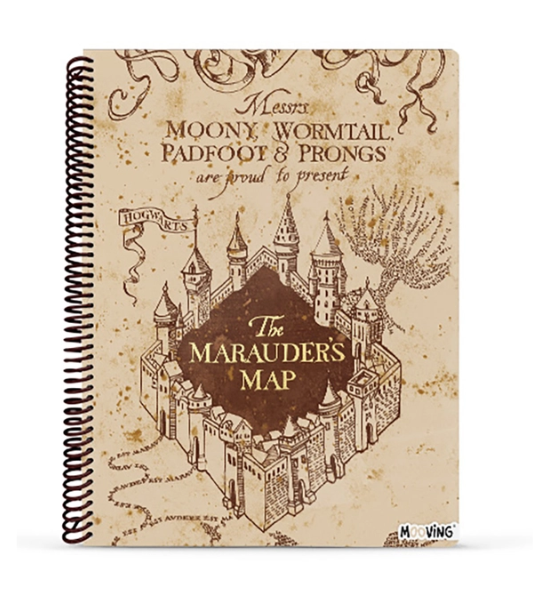 Messrs
MOONY, WORMTAIL,
PADFOOT & PRONGS
are proud to present
HOGWARTS
The
MARAUDER'S
MAP
MOOVING